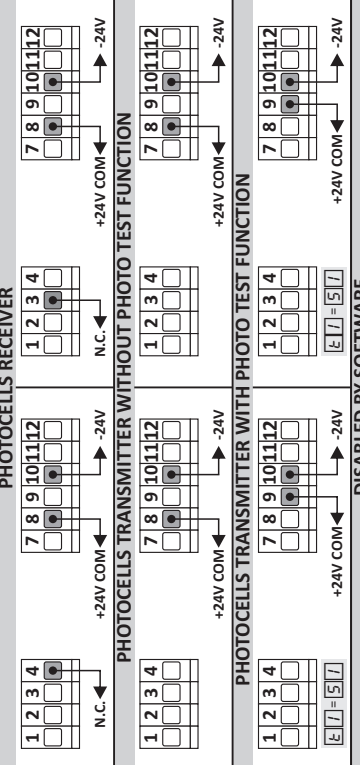 PHOTOCELLS RECEIVER
1 2 3 4 7 8 9 10 11 12 1 2 3 4 7 8 9 10 11 12
N.C. +24V COM -24V N.C. +24V COM -24V
PHOTOCELLS TRANSMITTER WITHOUT PHOTO TEST FUNCTION
1 2 3 4 7 8 9 10 11 12 1 2 3 4 7 8 9 10 11 12
+24V COM -24V +24V COM -24V
PHOTOCELLS TRANSMITTER WITH PHOTO TEST FUNCTION
1 2 3 4 7 8 9 10 11 12 1 2 3 4 7 8 9 10 11 12
t1 = 51 +24V COM -24V t1 = 51 +24V COM -24V
DISABLED BY SOFTWARE